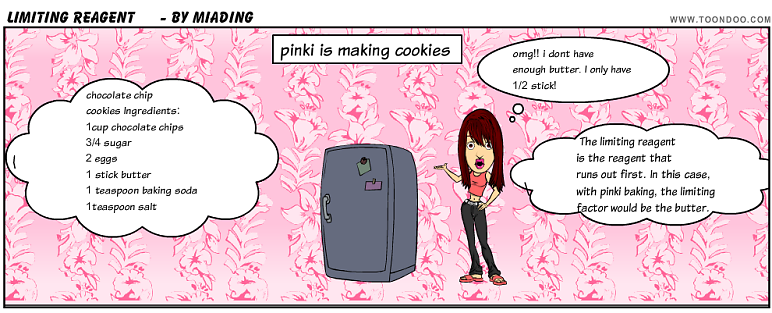 LIMITING REAGENT - BY MIADING
WWW.TOONDOO.COM
pinki is making cookies
chocolate chip
cookies Ingredients:
1cup chocolate chips
3/4 sugar
2 eggs
1 stick butter
1 teaspoon baking soda
1teaspoon salt
omg!! i dont have
enough butter. I only have
1/2 stick!
The limiting reagent
is the reagent that
runs out first. In this case,
with pinki baking, the limiting
factor would be the butter.